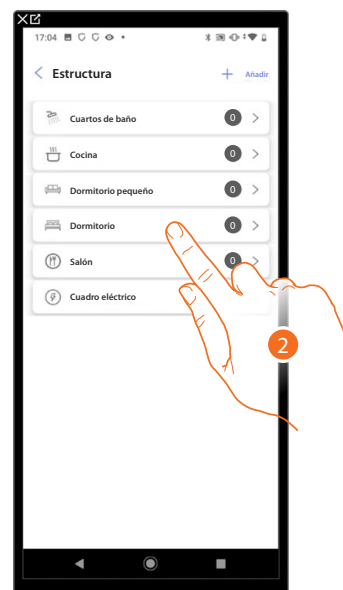 17:04
Estructura
Añadir
Cuartos de baño 0
Cocina 0
Dormitorio pequeño 0
Dormitorio 0
Salón 0
Cuadro eléctrico
2